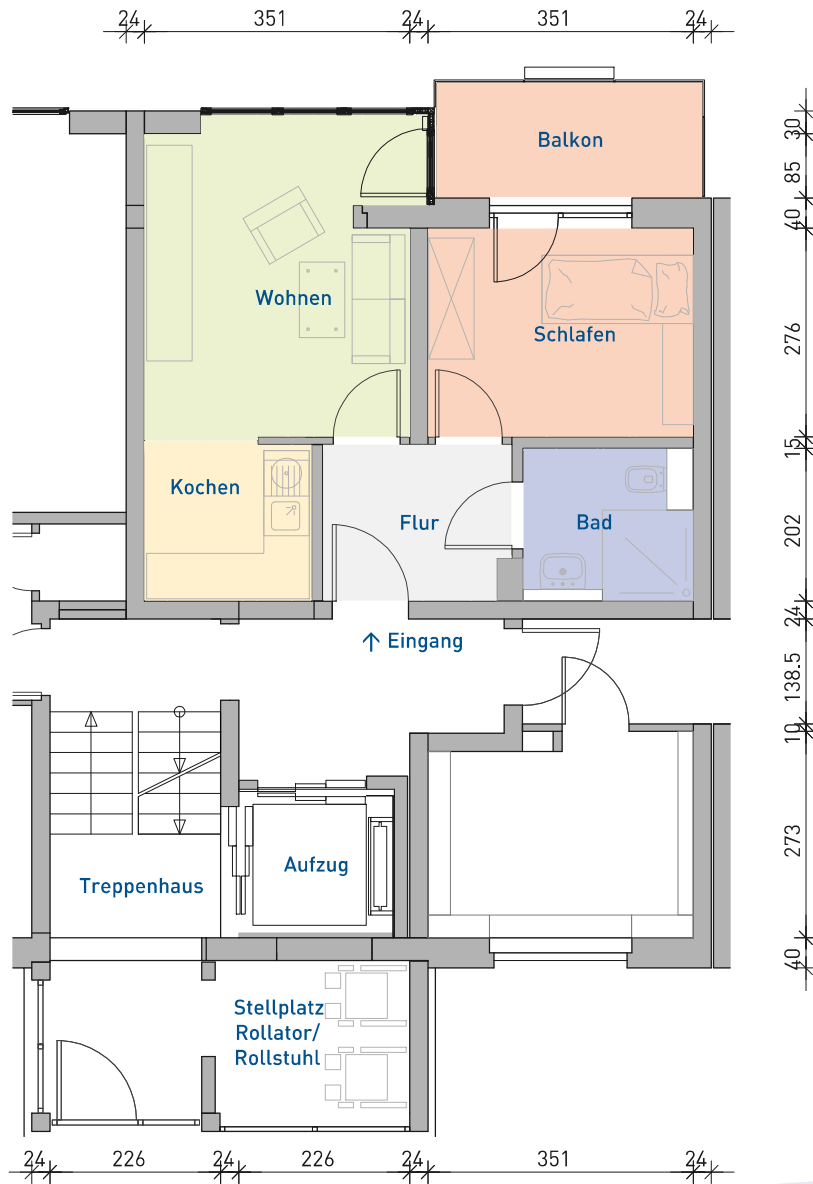 24 351 24 351 24
Balkon
30
85
40
Wohnen
Schlafen
276
15
Kochen
Flur
Bad
202
24
↑ Eingang
138.5
10
Treppenhaus
Aufzug
273
40
Stellplatz
Rollator/
Rollstuhl
24 226 24 226 24 351 24